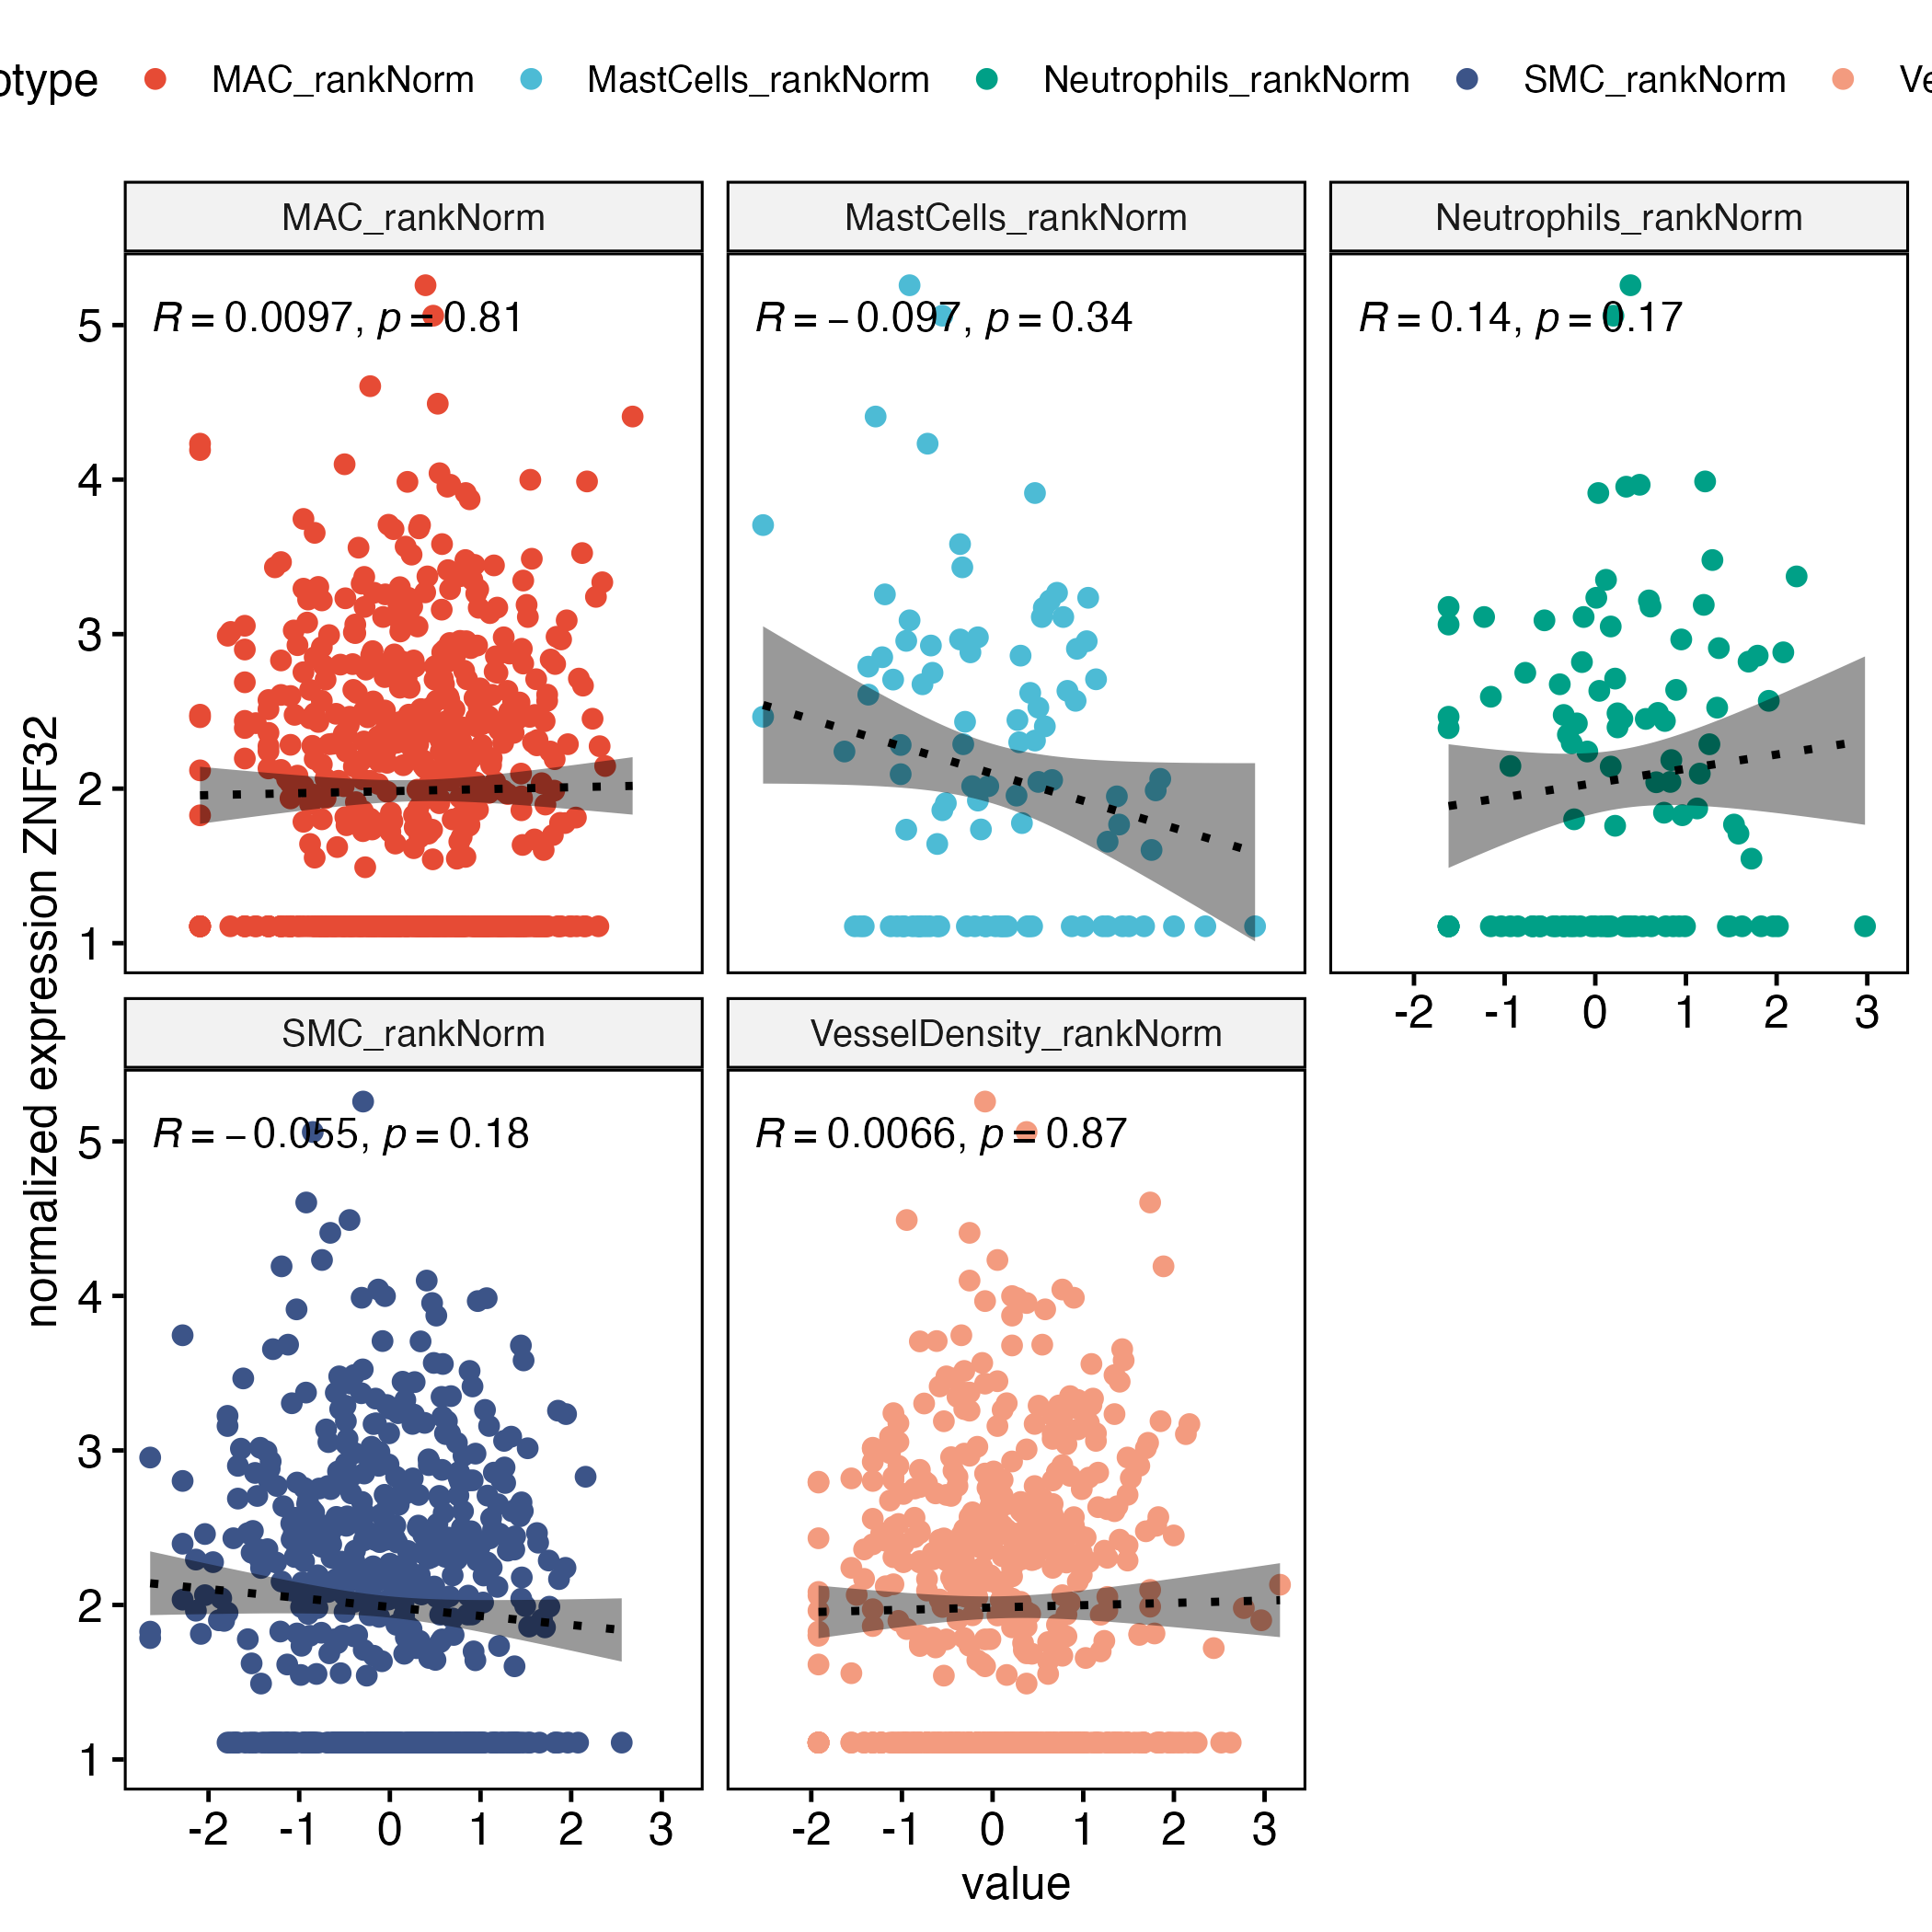 otype MAC_rankNorm MastCells_rankNorm Neutrophils_rankNorm SMC_rankNorm Ve
MAC_rankNorm MastCells_rankNorm Neutrophils_rankNorm
R = 0.0097, p = 0.81
R = − 0.097, p = 0.34
R = 0.14, p = 0.17
5
4
3
2
1
-2 -1 0 1 2 3
normalized expression ZNF32
SMC_rankNorm VesselDensity_rankNorm
R = − 0.055, p = 0.18
R = 0.0066, p = 0.87
5
4
3
2
1
-2 -1 0 1 2 3
-2 -1 0 1 2 3
value